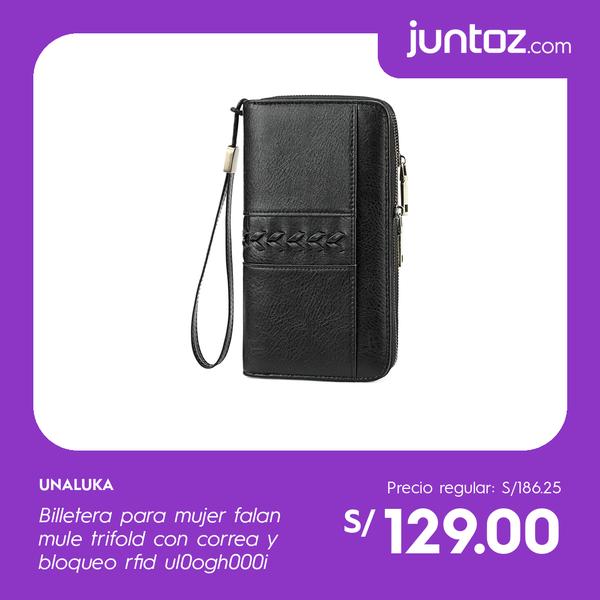 juntoz.com
UNALUKA
Billetera para mujer falan
mule trifold con correa y
bloqueo rfid ul0ogh000i
Precio regular: S/186.25
S/129.00